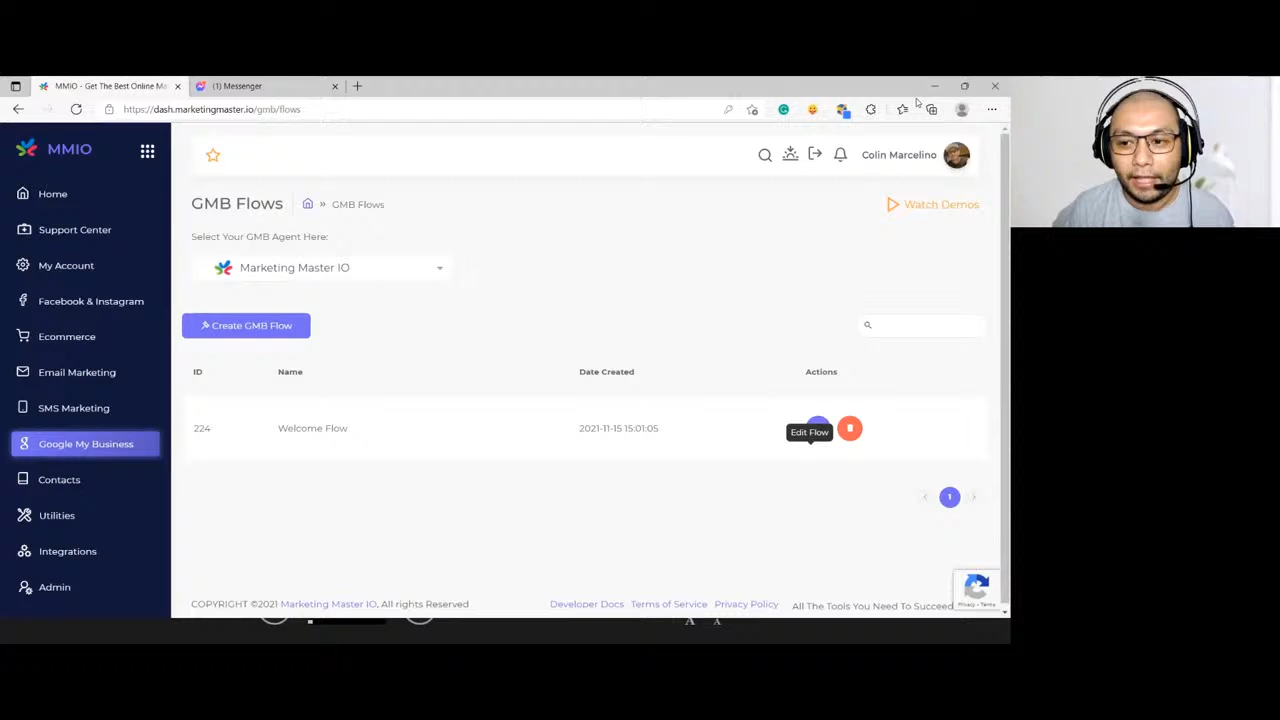 MMIO - Get The Best Online Ma
(1) Messenger
https://dash.marketingmaster.io/gmb/flows
MMIO
Home
Support Center
My Account
Facebook & Instagram
Ecommerce
Email Marketing
SMS Marketing
Google My Business
Contacts
Utilities
Integrations
Admin
Colin Marcelino
GMB Flows
» GMB Flows
Watch Demos
Select Your GMB Agent Here:
Marketing Master IO
Create GMB Flow
ID Name Date Created Actions
224 Welcome Flow 2021-11-15 15:01:05
Edit Flow
1
COPYRIGHT ©2021 Marketing Master IO, All rights Reserved
Developer Docs Terms of Service Privacy Policy All The Tools You Need To Succeed
Privacy - Terms
A A